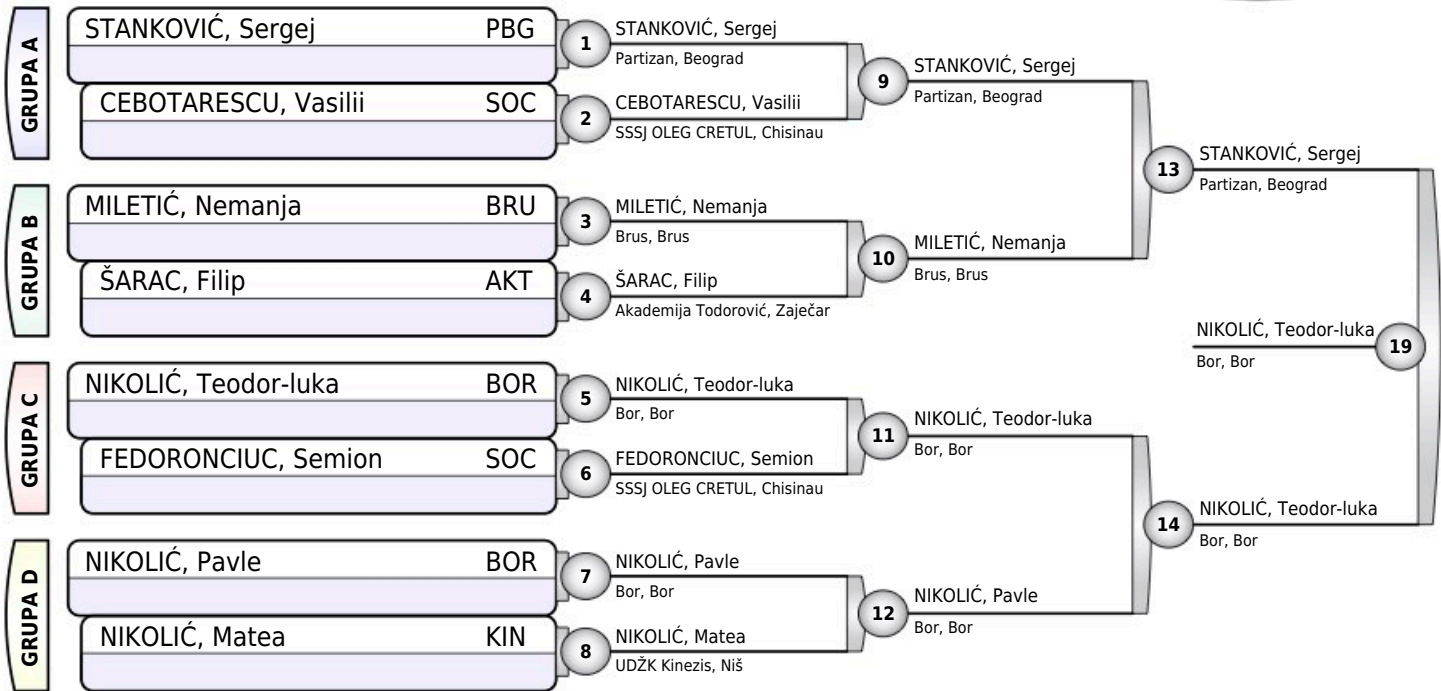 GRUPA A
STANKOVIĆ, Sergej PBG
CEBOTARESCU, Vasilii SOC
GRUPA B
MILETIĆ, Nemanja BRU
ŠARAC, Filip AKT
GRUPA C
NIKOLIĆ, Teodor-luka BOR
FEDORONCIUC, Semion SOC
GRUPA D
NIKOLIĆ, Pavle BOR
NIKOLIĆ, Matea KIN
1
STANKOVIĆ, Sergej
Partizan, Beograd
2
CEBOTARESCU, Vasilii
SSSJ OLEG CRETUL, Chisinau
3
MILETIĆ, Nemanja
Brus, Brus
4
ŠARAC, Filip
Akademija Todorović, Zaječar
5
NIKOLIĆ, Teodor-luka
Bor, Bor
6
FEDORONCIUC, Semion
SSSJ OLEG CRETUL, Chisinau
7
NIKOLIĆ, Pavle
Bor, Bor
8
NIKOLIĆ, Matea
UDŽK Kinezis, Niš
9
STANKOVIĆ, Sergej
Partizan, Beograd
10
MILETIĆ, Nemanja
Brus, Brus
11
NIKOLIĆ, Teodor-luka
Bor, Bor
12
NIKOLIĆ, Pavle
Bor, Bor
13
STANKOVIĆ, Sergej
Partizan, Beograd
14
NIKOLIĆ, Teodor-luka
Bor, Bor
NIKOLIĆ, Teodor-luka
Bor, Bor
19